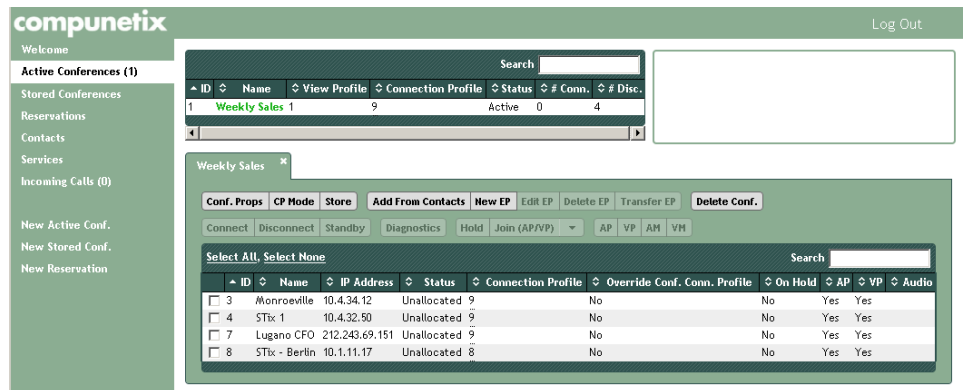 compunetix
Log Out
Welcome
Active Conferences (1)
Stored Conferences
Reservations
Contacts
Services
Incoming Calls (0)
New Active Conf.
New Stored Conf.
New Reservation
Search
ID Name View Profile Connection Profile Status # Conn. # Disc.
1 Weekly Sales 1 9 Active 0 4
Weekly Sales ×
Conf. Props CP Mode Store Add From Contacts New EP Edit EP Delete EP Transfer EP Delete Conf.
Connect Disconnect Standby Diagnostics Hold Join (AP/VP) AP VP AM VM
Select All, Select None Search
ID Name IP Address Status Connection Profile Override Conf. Conn. Profile On Hold AP VP Audio
3 Monroeville 10.4.34.12 Unallocated 9 No No Yes Yes
4 STix 1 10.4.32.50 Unallocated 9 No No Yes Yes
7 Lugano CFO 212.243.69.151 Unallocated 9 No No Yes Yes
8 STix - Berlin 10.1.11.17 Unallocated 8 No No Yes Yes